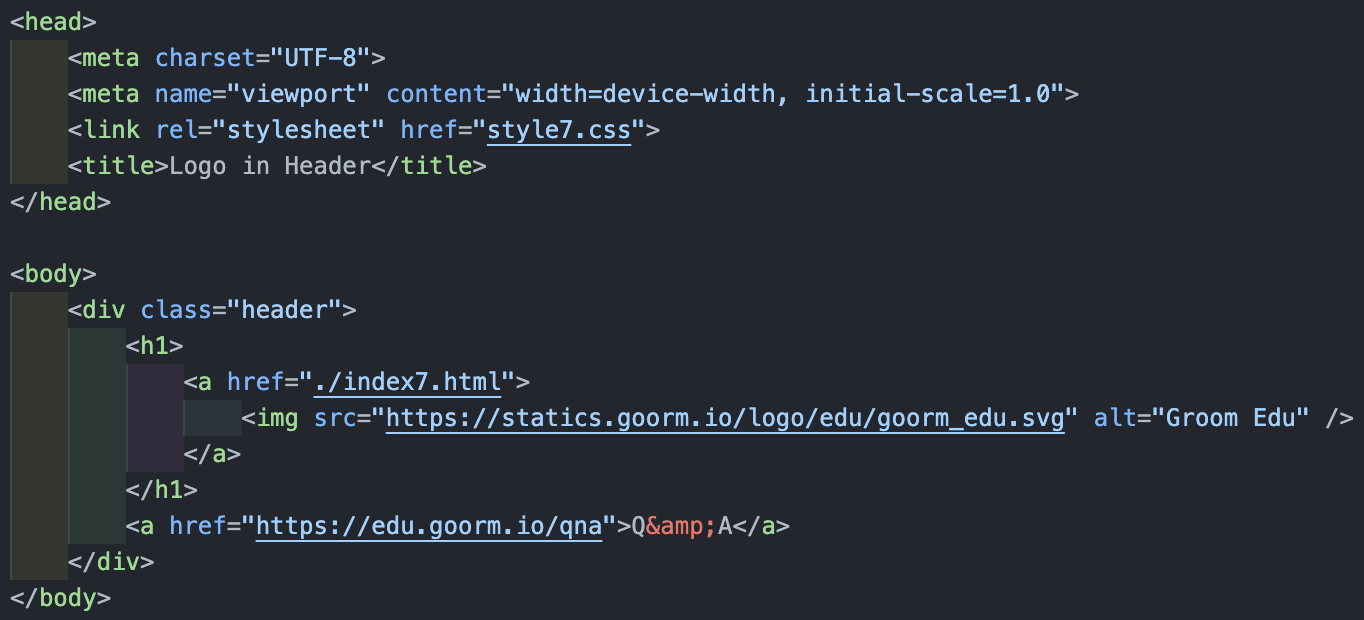 <head>
<meta charset="UTF-8">
<meta name="viewport" content="width=device-width, initial-scale=1.0">
<link rel="stylesheet" href="style7.css">
<title>Logo in Header</title>
</head>
<body>
<div class="header">
<h1>
<a href="./index7.html">
<img src="https://statics.goorm.io/logo/edu/goorm_edu.svg" alt="Groom Edu" />
</a>
</h1>
<a href="https://edu.goorm.io/qna">Q&amp;A</a>
</div>
</body>